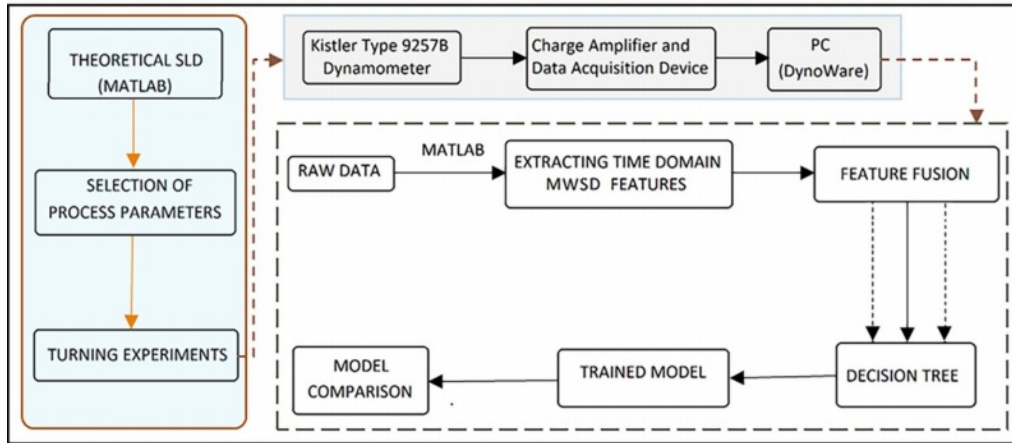 THEORETICAL SLD
(MATLAB)
SELECTION OF
PROCESS PARAMETERS
TURNING EXPERIMENTS
Kistler Type 9257B
Dynamometer
Charge Amplifier and
Data Acquisition Device
PC
(DynoWare)
RAW DATA
MATLAB
EXTRACTING TIME DOMAIN
MWSD FEATURES
FEATURE FUSION
DECISION TREE
TRAINED MODEL
MODEL
COMPARISON